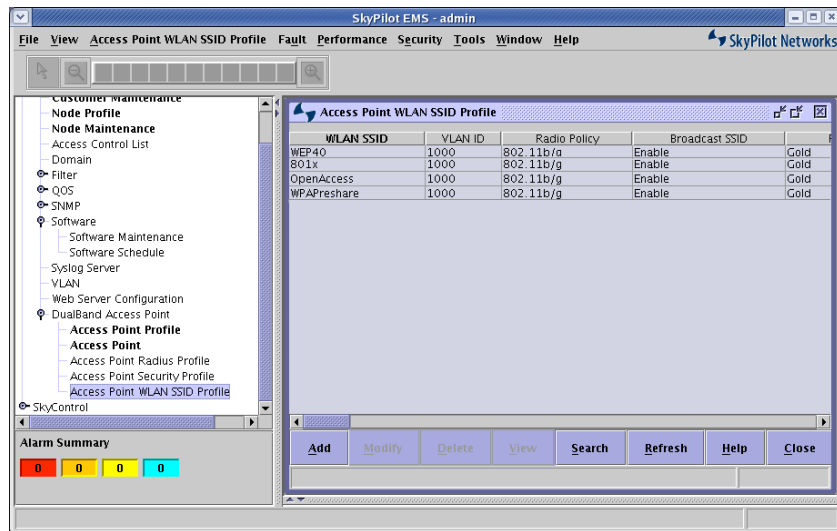 SkyPilot EMS - admin
File View Access Point WLAN SSID Profile Fault Performance Security Tools Window Help
SkyPilot Networks
Customer Maintenance
Node Profile
Node Maintenance
Access Control List
Domain
Filter
QOS
SNMP
Software
Software Maintenance
Software Schedule
Syslog Server
VLAN
Web Server Configuration
DualBand Access Point
Access Point Profile
Access Point
Access Point Radius Profile
Access Point Security Profile
Access Point WLAN SSID Profile
SkyControl
Alarm Summary
0 0 0 0
Access Point WLAN SSID Profile
WLAN SSID VLAN ID Radio Policy Broadcast SSID
WEP40 1000 802.11b/g Enable Gold
801x 1000 802.11b/g Enable Gold
OpenAccess 1000 802.11b/g Enable Gold
WPAPreshare 1000 802.11b/g Enable Gold
Add Modify Delete View Search Refresh Help Close